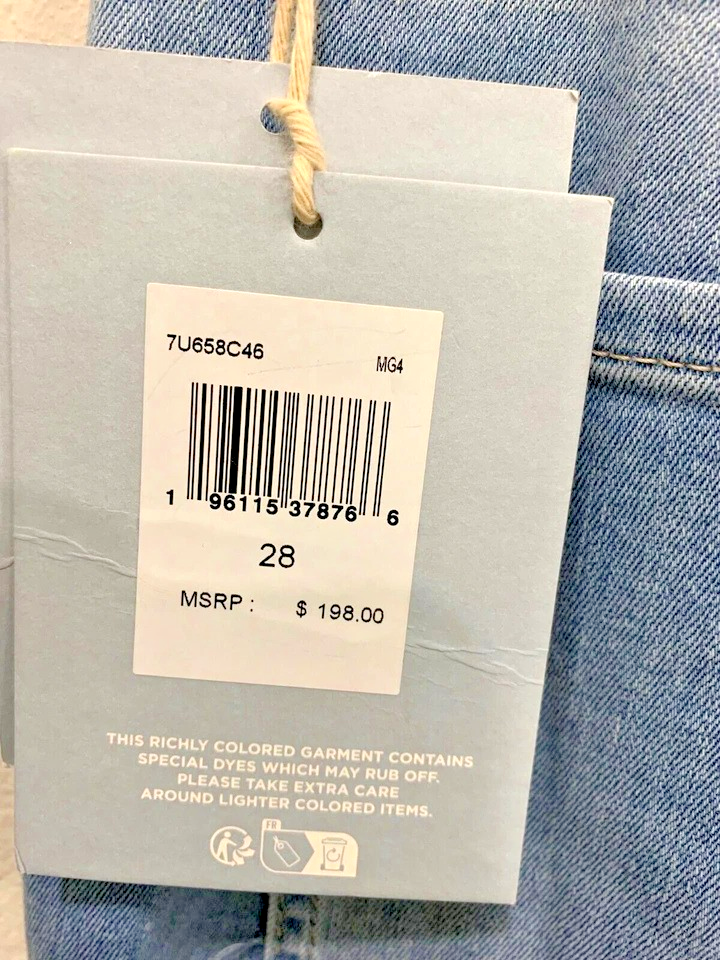 7U658C46
MG4
1 96115 37876 6
28
MSRP : $ 198.00
THIS RICHLY COLORED GARMENT CONTAINS
SPECIAL DYES WHICH MAY RUB OFF.
PLEASE TAKE EXTRA CARE
AROUND LIGHTER COLORED ITEMS.
FR